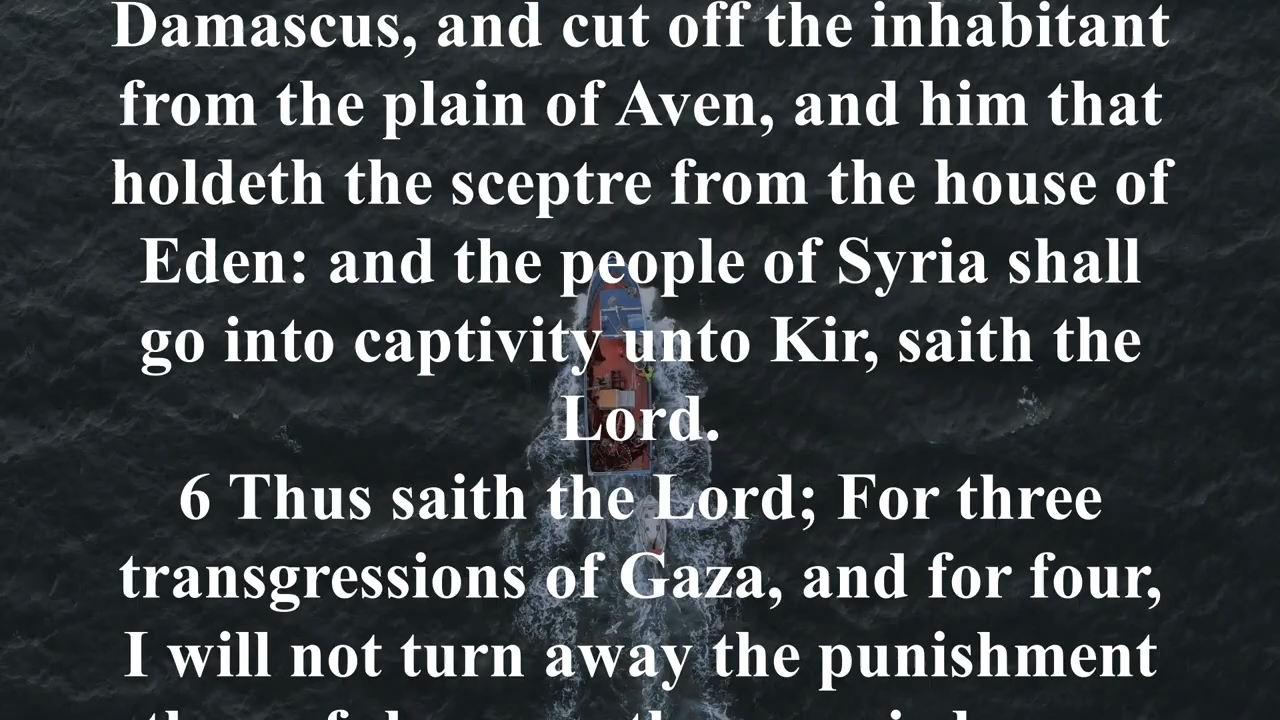 Damascus, and cut off the inhabitant
from the plain of Aven, and him that
holdeth the sceptre from the house of
Eden: and the people of Syria shall
go into captivity unto Kir, saith the
Lord.
6 Thus saith the Lord; For three
transgressions of Gaza, and for four,
I will not turn away the punishment